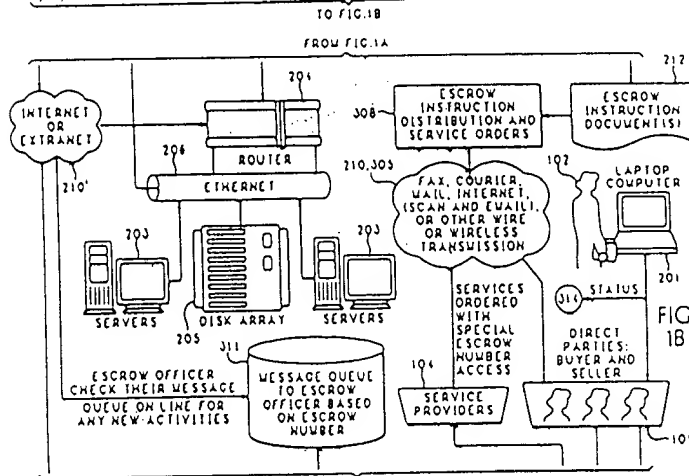 TO FIG.1B
FROM FIG.1A
INTERNET
OR
EXTRANET
210'
204
ROUTER
206
ETHERNET
203
SERVERS
205
DISK ARRAY
203
SERVERS
308
ESCROW
INSTRUCTION
DISTRIBUTION AND
SERVICE ORDERS
212
ESCROW
INSTRUCTION
DOCUMENT(S)
210,305
FAX, COURIER,
MAIL, INTERNET,
(SCAN AND EMAIL),
OR OTHER WIRE
OR WIRELESS
TRANSMISSION
102
LAPTOP
COMPUTER
201
314
STATUS
FIG
1B
SERVICES
ORDERED
WITH
SPECIAL
ESCROW
NUMBER
ACCESS
DIRECT
PARTIES:
BUYER AND
SELLER
311
ESCROW OFFICER
CHECK THEIR MESSAGE
QUEUE ON LINE FOR
ANY NEW-ACTIVITIES
MESSAGE QUEUE
TO ESCROW
OFFICER BASED
ON ESCROW
NUMBER
104
SERVICE
PROVIDERS